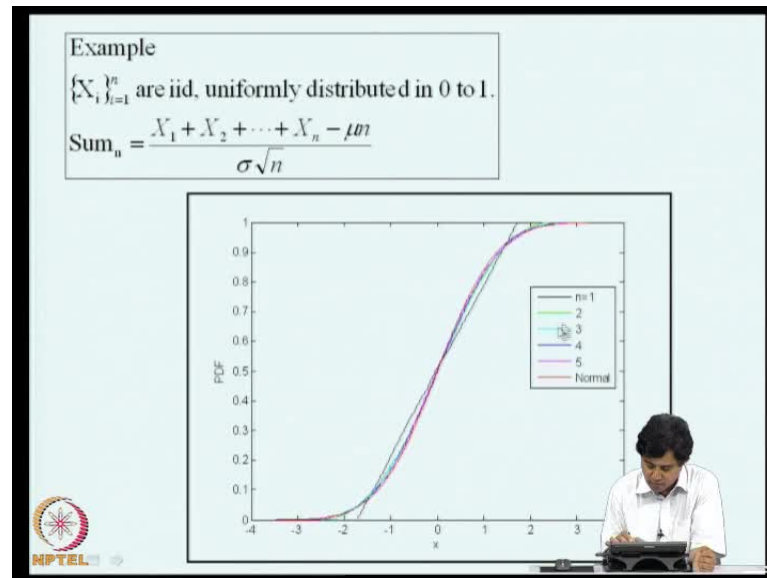 Example
{X_i}_{i=1}^n are iid, uniformly distributed in 0 to 1.
Sum_n = (X_1 + X_2 + ··· + X_n − μn) / (σ√n)
1
0.9
0.8
0.7
0.6
0.5
0.4
0.3
0.2
0.1
0
PDF
-4 -3 -2 -1 0 1 2 3
x
n=1
2
3
4
5
Normal
NPTEL